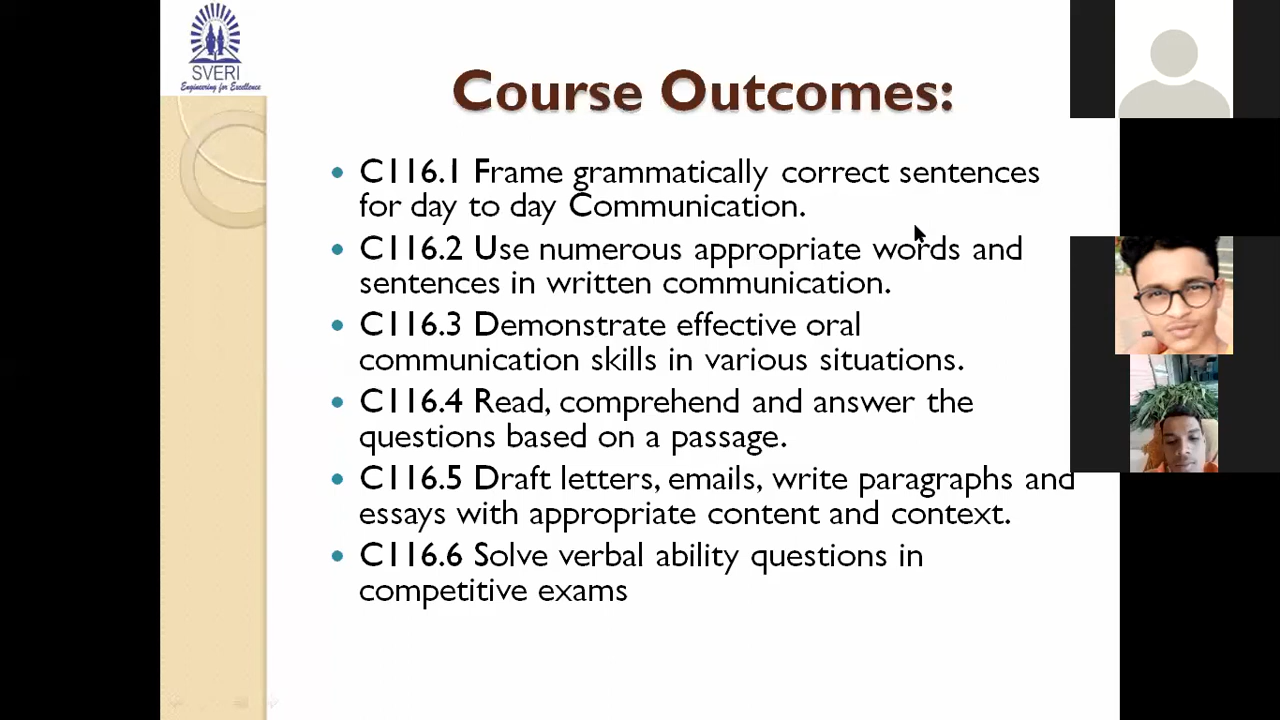 SVERI
Engineering for Excellence
Course Outcomes:
• C116.1 Frame grammatically correct sentences
for day to day Communication.
• C116.2 Use numerous appropriate words and
sentences in written communication.
• C116.3 Demonstrate effective oral
communication skills in various situations.
• C116.4 Read, comprehend and answer the
questions based on a passage.
• C116.5 Draft letters, emails, write paragraphs and
essays with appropriate content and context.
• C116.6 Solve verbal ability questions in
competitive exams